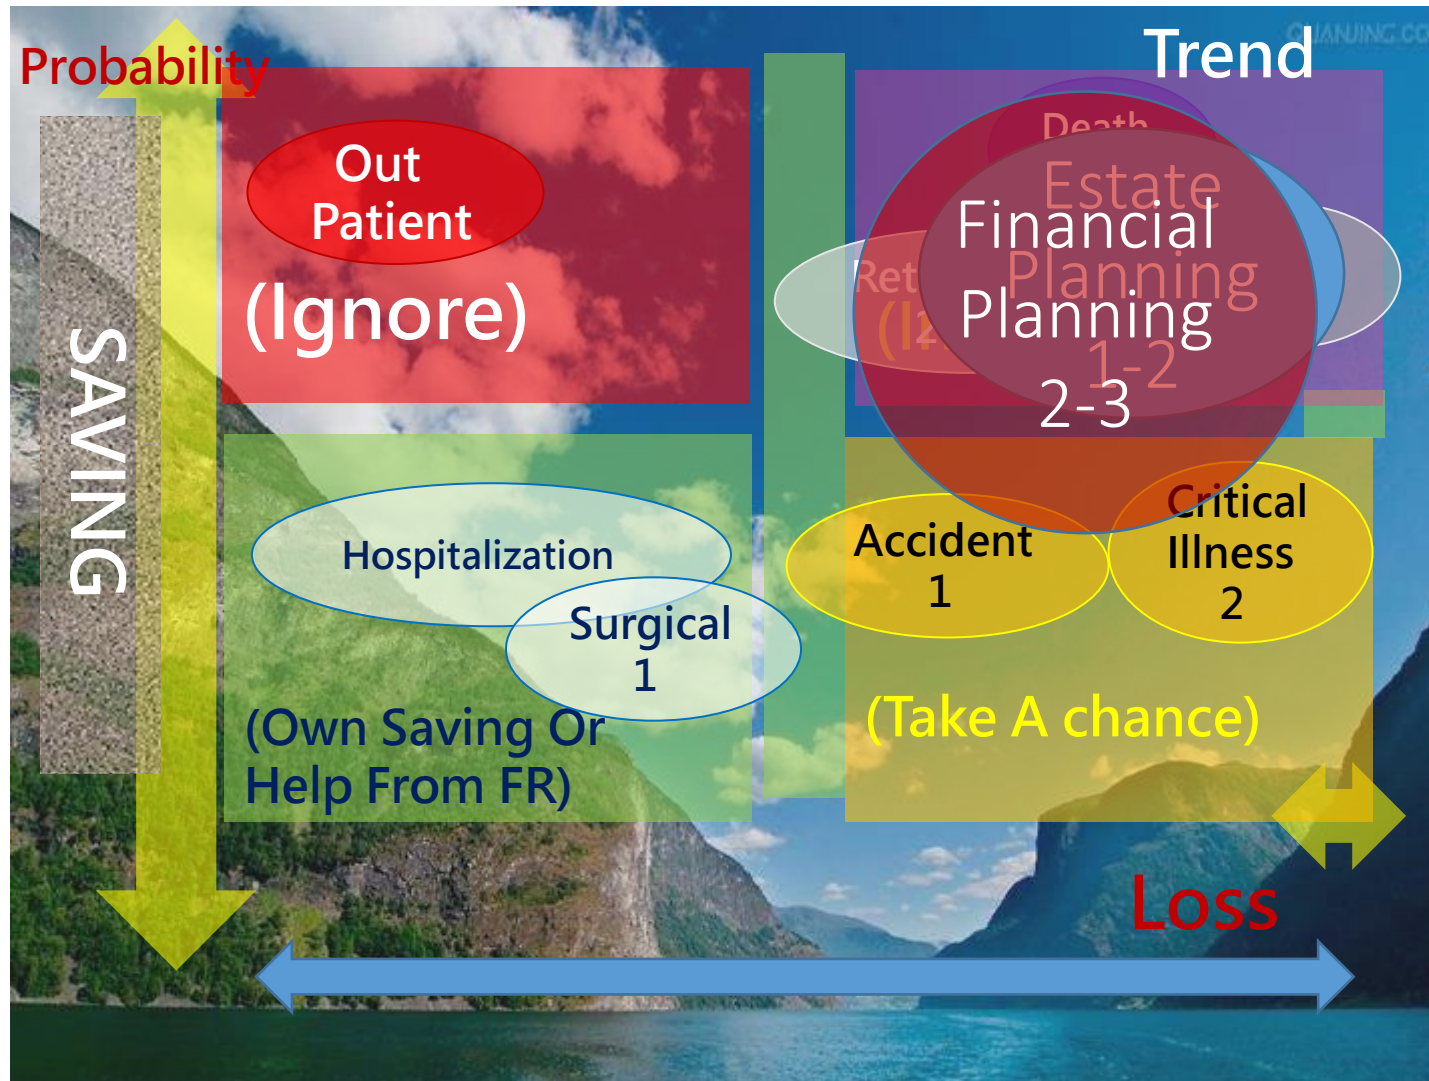 Probability
Trend
SAVING
Out
Patient
(Ignore)
Death
Estate
Planning
1-2
Financial
Planning
2-3
Hospitalization
Surgical
1
(Own Saving Or
Help From FR)
Accident
1
Critical
Illness
2
(Take A chance)
Loss